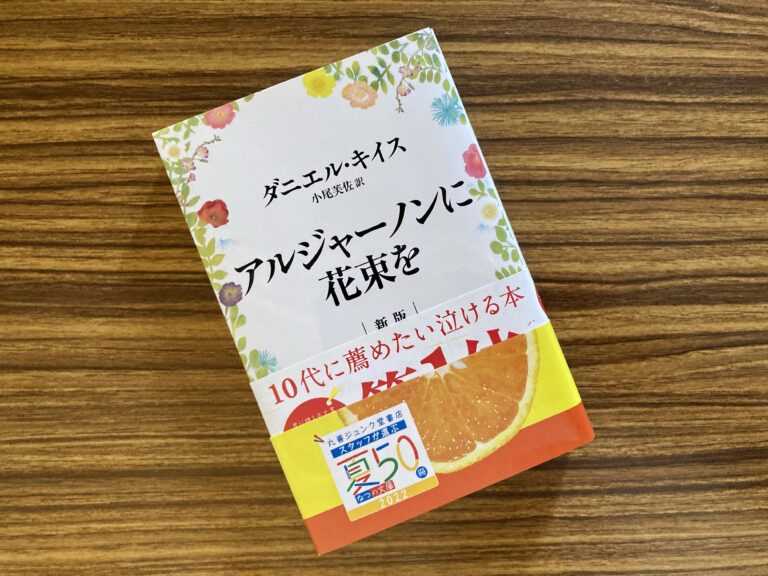 ダニエル・キイス
小尾芙佐訳
アルジャーノンに
花束を
新版
10代に薦めたい泣ける本
丸善ジュンク堂書店
スタッフが選ぶ
夏50冊
なつの文庫
2022